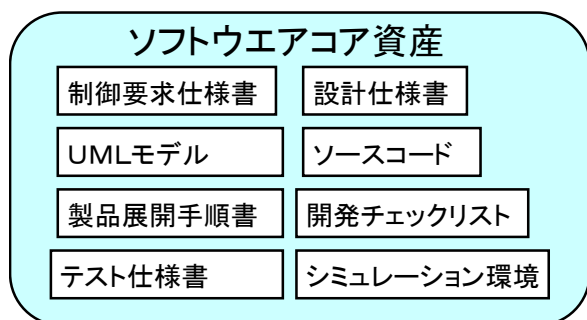 ソフトウエアコア資産
制御要求仕様書
設計仕様書
ＵＭＬモデル
ソースコード
製品展開手順書
開発チェックリスト
テスト仕様書
シミュレーション環境